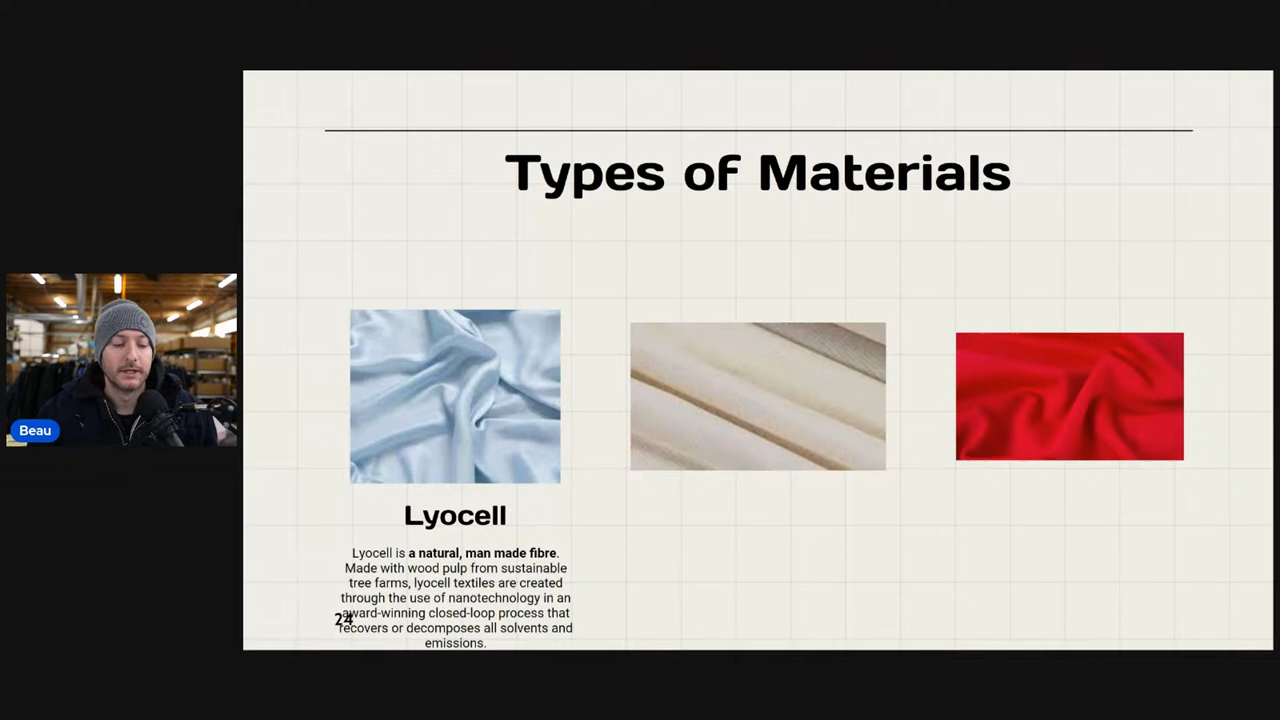 Types of Materials
Beau
Lyocell
Lyocell is a natural, man made fibre.
Made with wood pulp from sustainable
tree farms, lyocell textiles are created
through the use of nanotechnology in an
award-winning closed-loop process that
24
recovers or decomposes all solvents and
emissions.